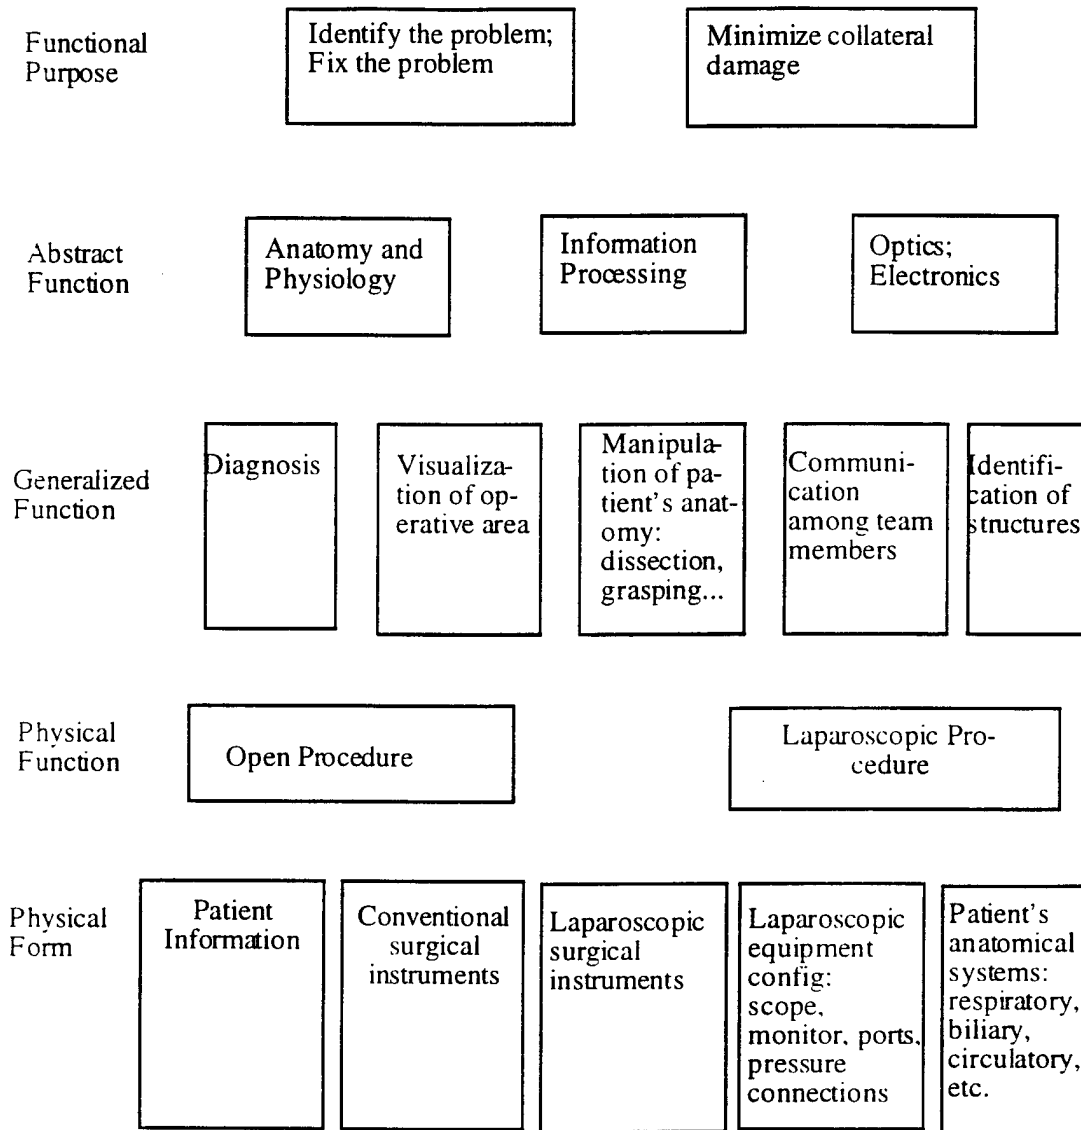 Functional
Purpose
Identify the problem;
Fix the problem
Minimize collateral
damage
Abstract
Function
Anatomy and
Physiology
Information
Processing
Optics;
Electronics
Generalized
Function
Diagnosis
Visualiza-
tion of op-
erative area
Manipula-
tion of pa-
tient's anat-
omy:
dissection,
grasping...
Communi-
cation
among team
members
Identifi-
cation of
structures
Physical
Function
Open Procedure
Laparoscopic Pro-
cedure
Physical
Form
Patient
Information
Conventional
surgical
instruments
Laparoscopic
surgical
instruments
Laparoscopic
equipment
config:
scope,
monitor, ports,
pressure
connections
Patient's
anatomical
systems:
respiratory,
biliary,
circulatory,
etc.